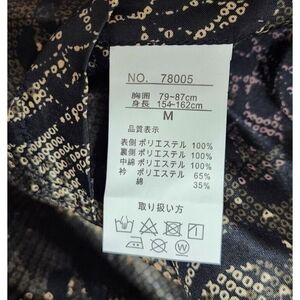 NO. 78005
胸囲 79~87cm
身長 154~162cm
M
品質表示
表側 ポリエステル 100%
裏側 ポリエステル 100%
中綿 ポリエステル 100%
衿 ポリエステル 65%
綿 35%
取り扱い方